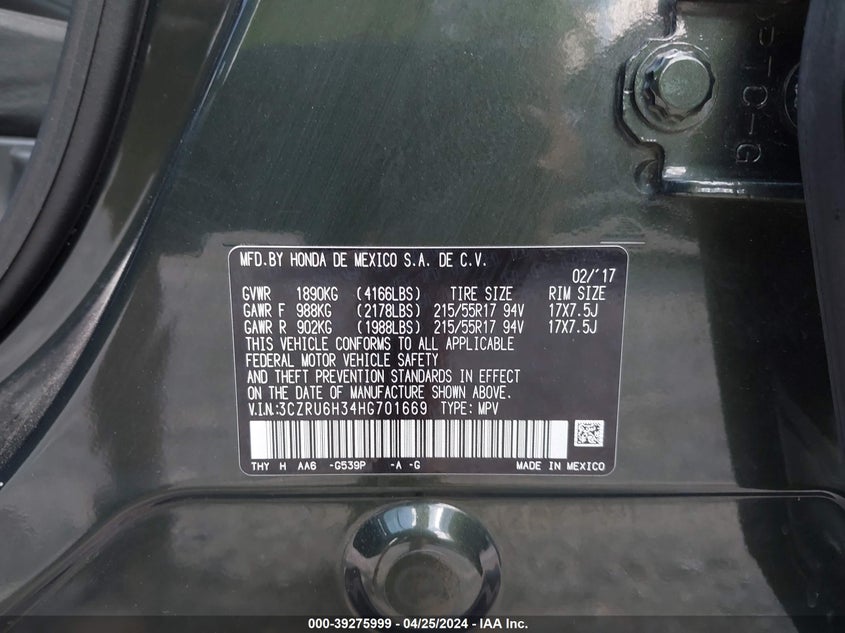 MFD.BY HONDA DE MEXICO S.A. DE C.V.
02/'17
GVWR 1890KG (4166LBS) TIRE SIZE RIM SIZE
GAWR F 988KG (2178LBS) 215/55R17 94V 17X7.5J
GAWR R 902KG (1988LBS) 215/55R17 94V 17X7.5J
THIS VEHICLE CONFORMS TO ALL APPLICABLE
FEDERAL MOTOR VEHICLE SAFETY
AND THEFT PREVENTION STANDARDS IN EFFECT
ON THE DATE OF MANUFACTURE SHOWN ABOVE.
V.I.N:3CZRU6H34HG701669 TYPE: MPV
THY H AA6 -G539P -A -G MADE IN MEXICO
000-39275999 - 04/25/2024 - IAA Inc.